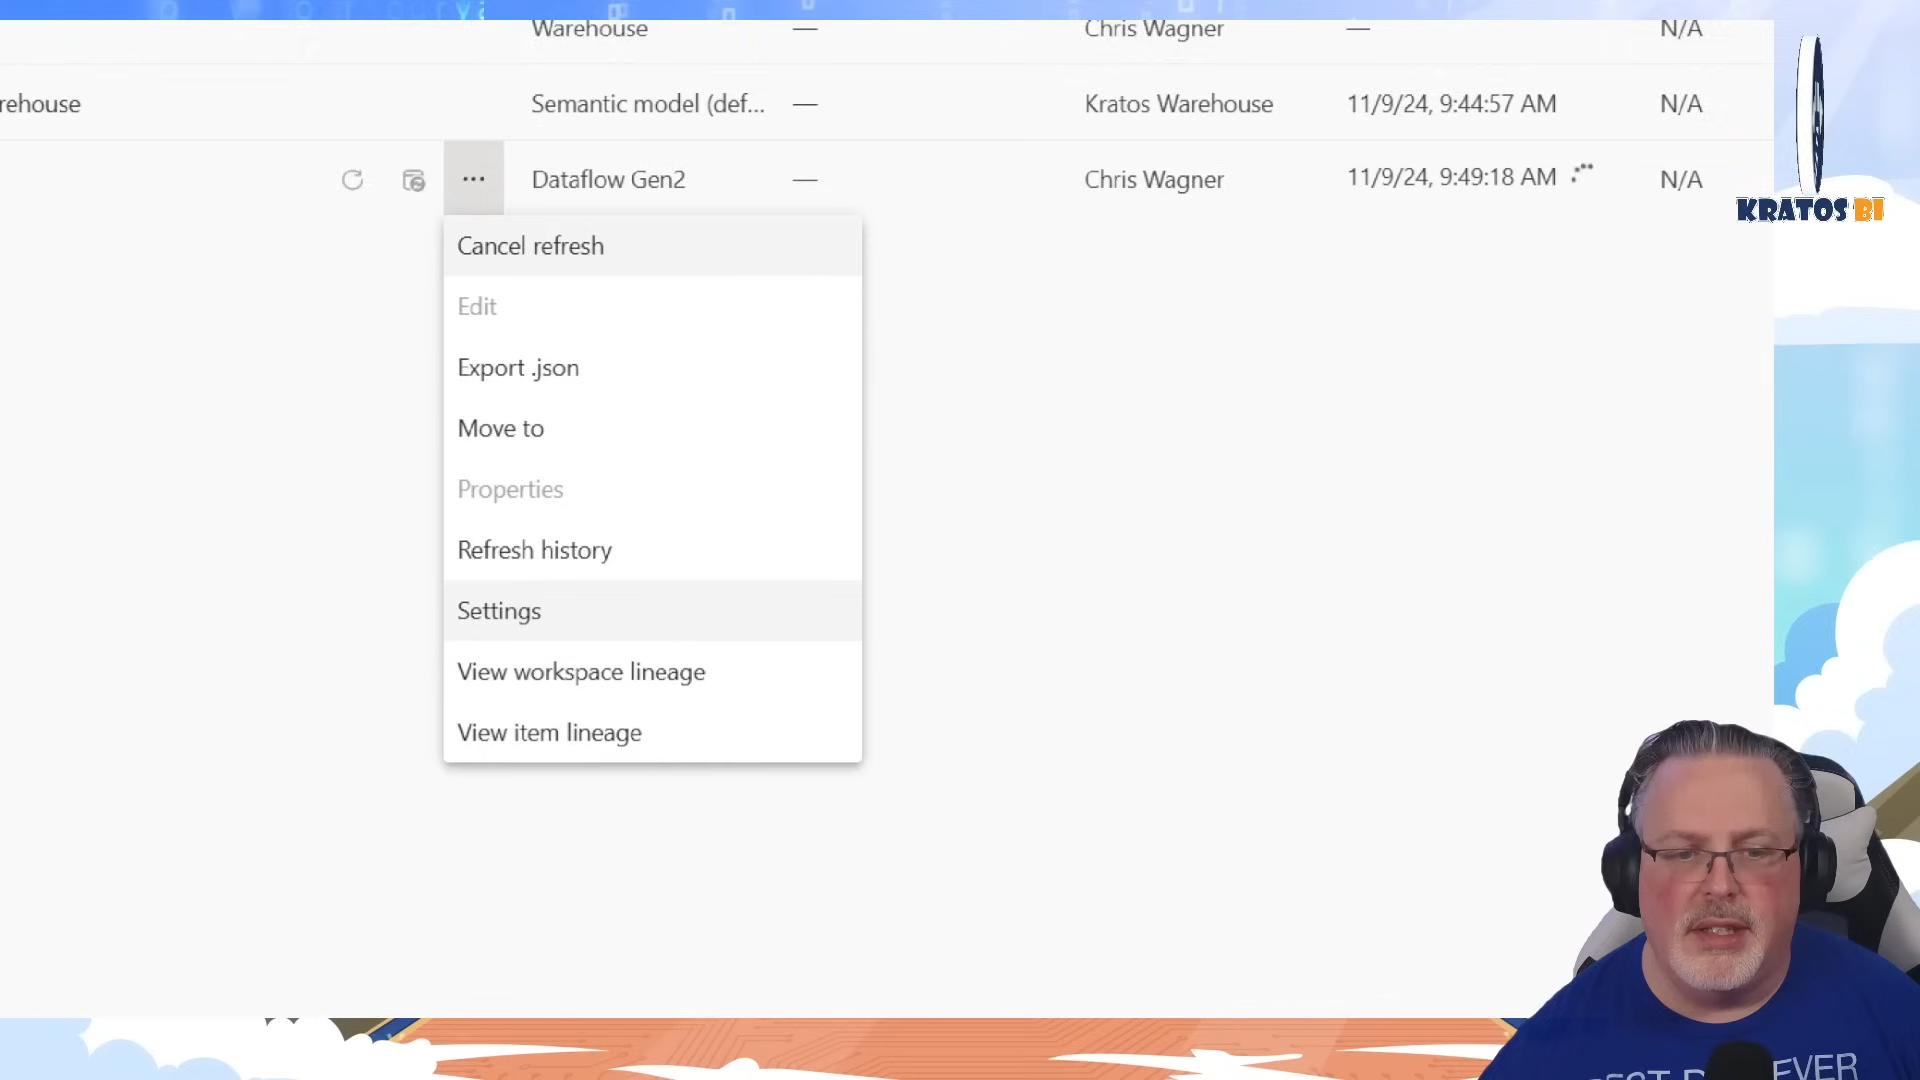 Warehouse — Chris Wagner — N/A
rehouse Semantic model (def... — Kratos Warehouse 11/9/24, 9:44:57 AM N/A
... Dataflow Gen2 — Chris Wagner 11/9/24, 9:49:18 AM N/A
KRATOS BI
Cancel refresh
Edit
Export .json
Move to
Properties
Refresh history
Settings
View workspace lineage
View item lineage
EVER